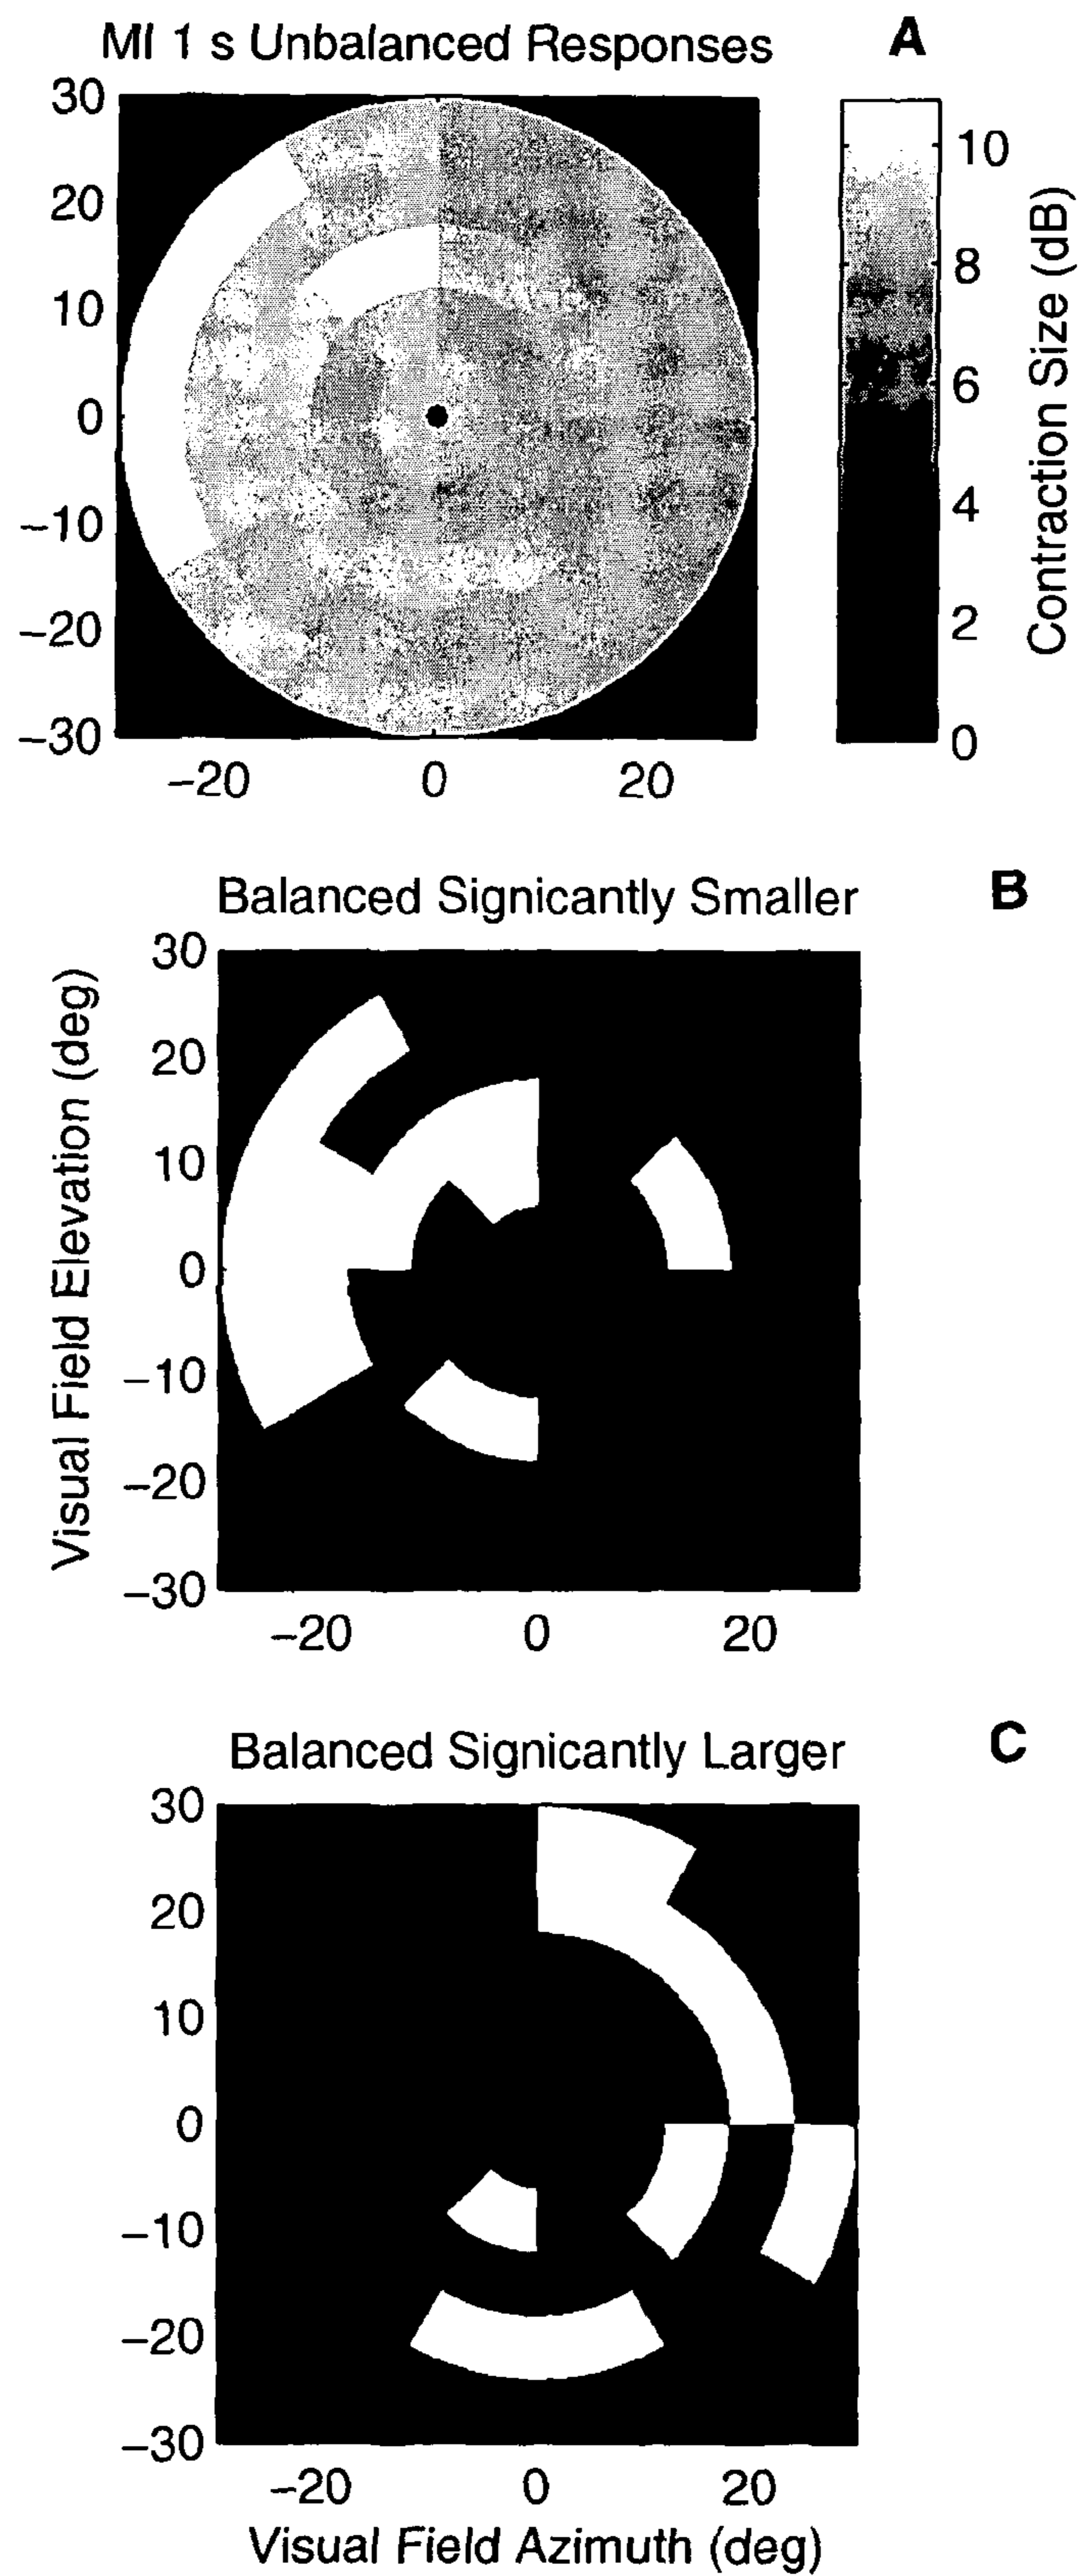 MI 1 s Unbalanced Responses
A
30
20
10
0
−10
−20
−30
−20 0 20
10
8
6
4
2
0
Contraction Size (dB)
Balanced Signicantly Smaller
B
Visual Field Elevation (deg)
30
20
10
0
−10
−20
−30
−20 0 20
Balanced Signicantly Larger
C
30
20
10
0
−10
−20
−30
−20 0 20
Visual Field Azimuth (deg)